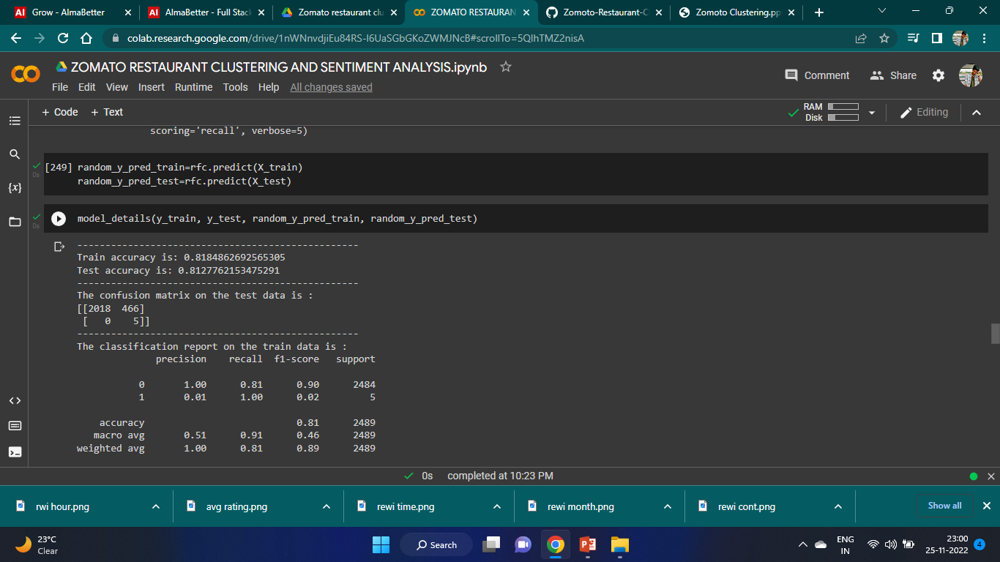 Grow - AlmaBetter
AlmaBetter - Full Stac
Zomato restaurant clu
ZOMATO RESTAURAN
Zomoto-Restaurant-C
Zomoto Clustering.pp
colab.research.google.com/drive/1nWNnvdjiEu84RS-l6UaSGbGKoZWMJNcB#scrollTo=5QlhTMZ2nisA
ZOMATO RESTAURANT CLUSTERING AND SENTIMENT ANALYSIS.ipynb
Comment
Share
File Edit View Insert Runtime Tools Help All changes saved
+ Code + Text
RAM
Disk
Editing
scoring='recall', verbose=5)
[249] random_y_pred_train=rfc.predict(X_train)
0s
random_y_pred_test=rfc.predict(X_test)
model_details(y_train, y_test, random_y_pred_train, random_y_pred_test)
0s
--------------------------------------------------
Train accuracy is: 0.8184862692565305
Test accuracy is: 0.8127762153475291
--------------------------------------------------
The confusion matrix on the test data is :
[[2018 466]
[ 0 5]]
--------------------------------------------------
The classification report on the train data is :
precision recall f1-score support
0 1.00 0.81 0.90 2484
1 0.01 1.00 0.02 5
accuracy 0.81 2489
macro avg 0.51 0.91 0.46 2489
weighted avg 1.00 0.81 0.89 2489
0s completed at 10:23 PM
rwi hour.png
avg rating.png
rewi time.png
rewi month.png
rewi cont.png
Show all
23°C
Clear
Search
ENG
IN
23:00
25-11-2022
4